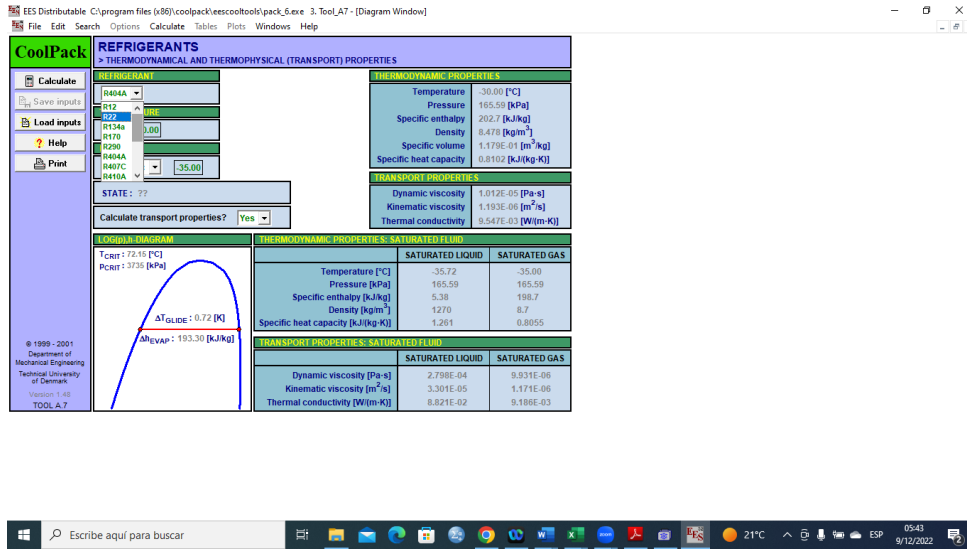 EES Distributable C:\program files (x86)\coolpack\eescooltools\pack_6.exe 3. Tool_A7 - [Diagram Window]
File Edit Search Options Calculate Tables Plots Windows Help
CoolPack
REFRIGERANTS
> THERMODYNAMICAL AND THERMOPHYSICAL (TRANSPORT) PROPERTIES
Calculate
Save inputs
Load inputs
Help
Print
REFRIGERANT
R404A
R12
R22
R134a
R170
R290
R404A
R407C
R410A
URE
0.00
-35.00
STATE : ??
Calculate transport properties? Yes
THERMODYNAMIC PROPERTIES
Temperature -30.00 [°C]
Pressure 165.59 [kPa]
Specific enthalpy 202.7 [kJ/kg]
Density 8.478 [kg/m³]
Specific volume 1.179E-01 [m³/kg]
Specific heat capacity 0.8102 [kJ/(kg·K)]
TRANSPORT PROPERTIES
Dynamic viscosity 1.012E-05 [Pa·s]
Kinematic viscosity 1.193E-06 [m²/s]
Thermal conductivity 9.547E-03 [W/(m·K)]
LOG(p),h-DIAGRAM
TCRIT : 72.15 [°C]
pCRIT : 3735 [kPa]
ΔTGLIDE : 0.72 [K]
ΔhEVAP : 193.30 [kJ/kg]
THERMODYNAMIC PROPERTIES: SATURATED FLUID
SATURATED LIQUID SATURATED GAS
Temperature [°C] -35.72 -35.00
Pressure [kPa] 165.59 165.59
Specific enthalpy [kJ/kg] 5.38 198.7
Density [kg/m³] 1270 8.7
Specific heat capacity [kJ/(kg·K)] 1.261 0.8055
TRANSPORT PROPERTIES: SATURATED FLUID
SATURATED LIQUID SATURATED GAS
Dynamic viscosity [Pa·s] 2.798E-04 9.931E-06
Kinematic viscosity [m²/s] 3.301E-05 1.171E-06
Thermal conductivity [W/(m·K)] 8.821E-02 9.186E-03
© 1999 - 2001
Department of
Mechanical Engineering
Technical University
of Denmark
Version 1.48
TOOL A.7
Escribe aquí para buscar
21°C
ESP
05:43
9/12/2022